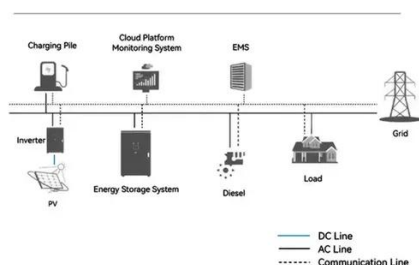 Charging Pile
Cloud Platform
Monitoring System
EMS
Grid
Inverter
PV
Energy Storage System
Diesel
Load
DC Line
AC Line
Communication Line